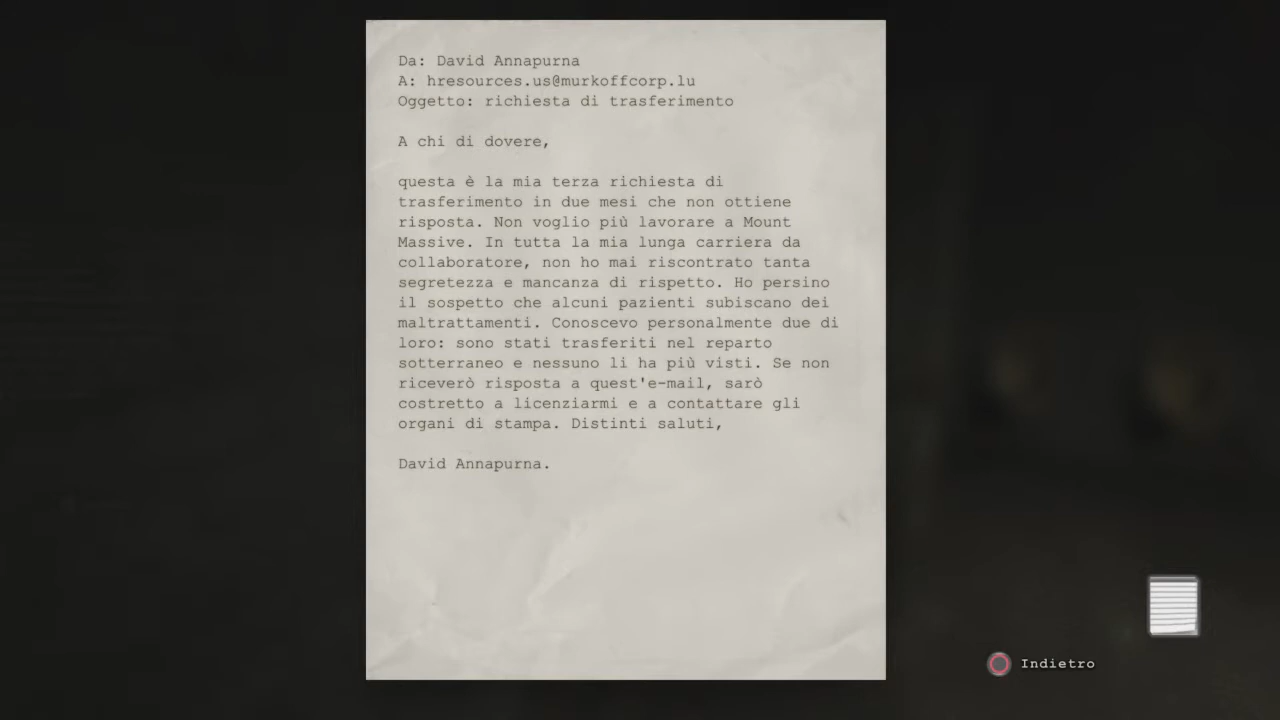 Da: David Annapurna
A: hresources.us@murkoffcorp.lu
Oggetto: richiesta di trasferimento
A chi di dovere,
questa è la mia terza richiesta di
trasferimento in due mesi che non ottiene
risposta. Non voglio più lavorare a Mount
Massive. In tutta la mia lunga carriera da
collaboratore, non ho mai riscontrato tanta
segretezza e mancanza di rispetto. Ho persino
il sospetto che alcuni pazienti subiscano dei
maltrattamenti. Conoscevo personalmente due di
loro: sono stati trasferiti nel reparto
sotterraneo e nessuno li ha più visti. Se non
riceverò risposta a quest'e-mail, sarò
costretto a licenziarmi e a contattare gli
organi di stampa. Distinti saluti,
David Annapurna.
Indietro